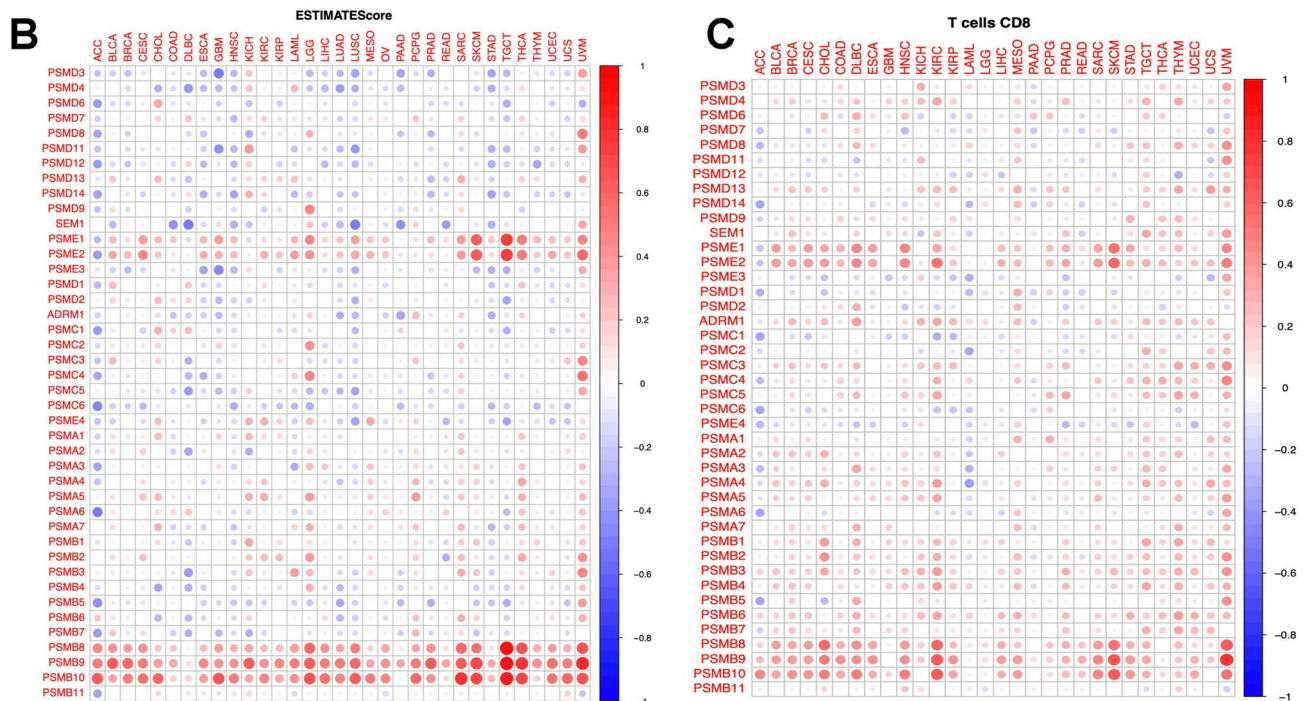 B
ESTIMATEScore
ACC BLCA BRCA CESC CHOL COAD DLBC ESCA GBM HNSC KICH KIRC KIRP LAML LGG LIHC LUAD LUSC MESO OV PAAD PCPG PRAD SARC SKCM STAD TGCT THCA THYM UCEC UCS UVM
PSMD3
PSMD4
PSMD6
PSMD7
PSMD8
PSMD11
PSMD12
PSMD13
PSMD14
PSMD9
SEM1
PSME1
PSME2
PSME3
PSMD1
PSMD2
ADRM1
PSMC1
PSMC2
PSMC3
PSMC4
PSMC5
PSMC6
PSME4
PSMA1
PSMA2
PSMA3
PSMA4
PSMA5
PSMA6
PSMA7
PSMB1
PSMB2
PSMB3
PSMB4
PSMB5
PSMB6
PSMB7
PSMB8
PSMB9
PSMB10
PSMB11
1
0.8
0.6
0.4
0.2
0
−0.2
−0.4
−0.6
−0.8
−1
C
T cells CD8
ACC BLCA BRCA CESC CHOL COAD DLBC ESCA GBM HNSC KICH KIRC KIRP LAML LGG LIHC MESO PAAD PCPG PRAD READ SARC SKCM STAD TGCT THCA THYM UCEC UCS UVM
PSMD3
PSMD4
PSMD6
PSMD7
PSMD8
PSMD11
PSMD12
PSMD13
PSMD14
PSMD9
SEM1
PSME1
PSME2
PSME3
PSMD1
PSMD2
ADRM1
PSMC1
PSMC2
PSMC3
PSMC4
PSMC5
PSMC6
PSME4
PSMA1
PSMA2
PSMA3
PSMA4
PSMA5
PSMA6
PSMA7
PSMB1
PSMB2
PSMB3
PSMB4
PSMB5
PSMB6
PSMB7
PSMB8
PSMB9
PSMB10
PSMB11
1
0.8
0.6
0.4
0.2
0
−0.2
−0.4
−0.6
−0.8
−1